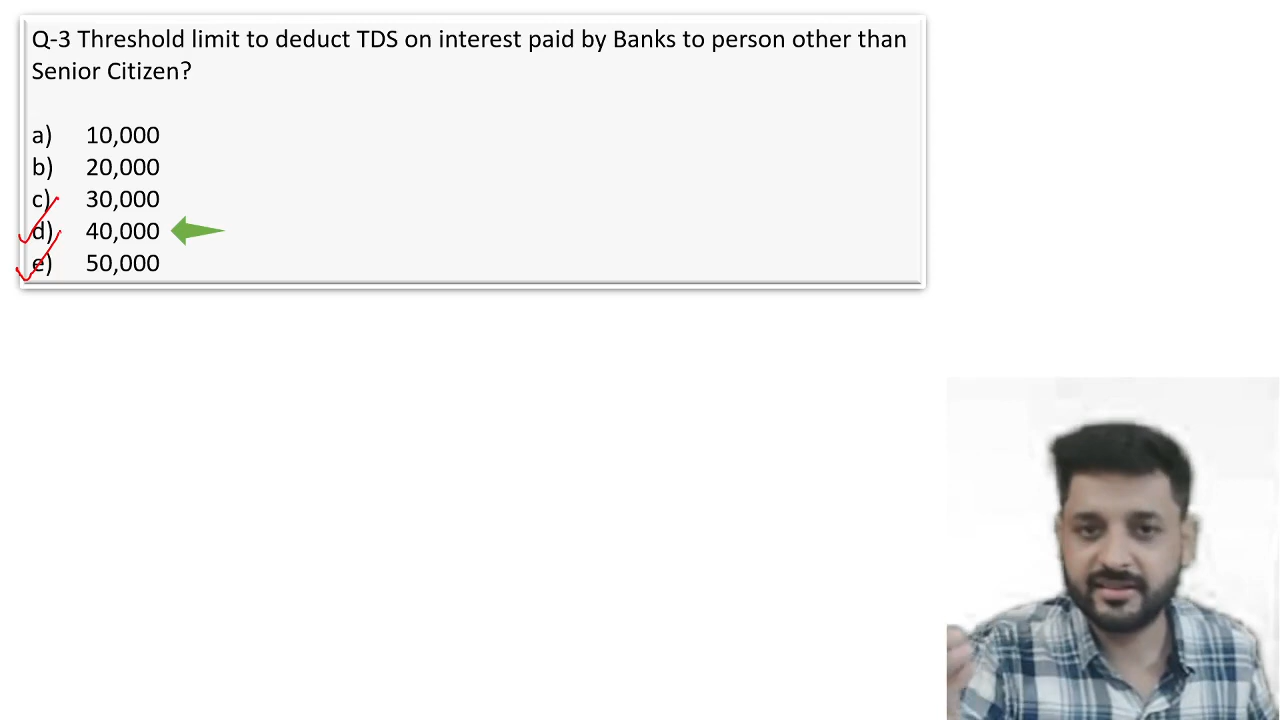 Q-3 Threshold limit to deduct TDS on interest paid by Banks to person other than
Senior Citizen?
a) 10,000
b) 20,000
c) 30,000
d) 40,000
e) 50,000